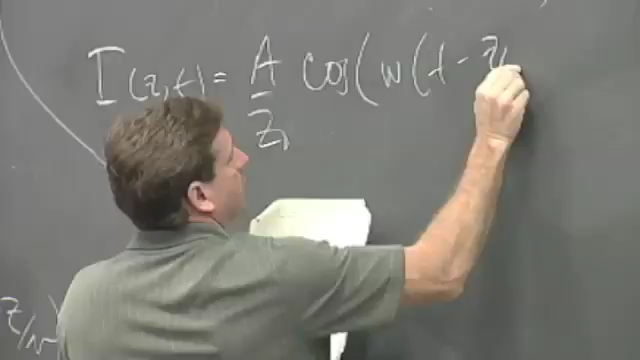 I(z,t) = A/z cos(w(t - z
z/w)